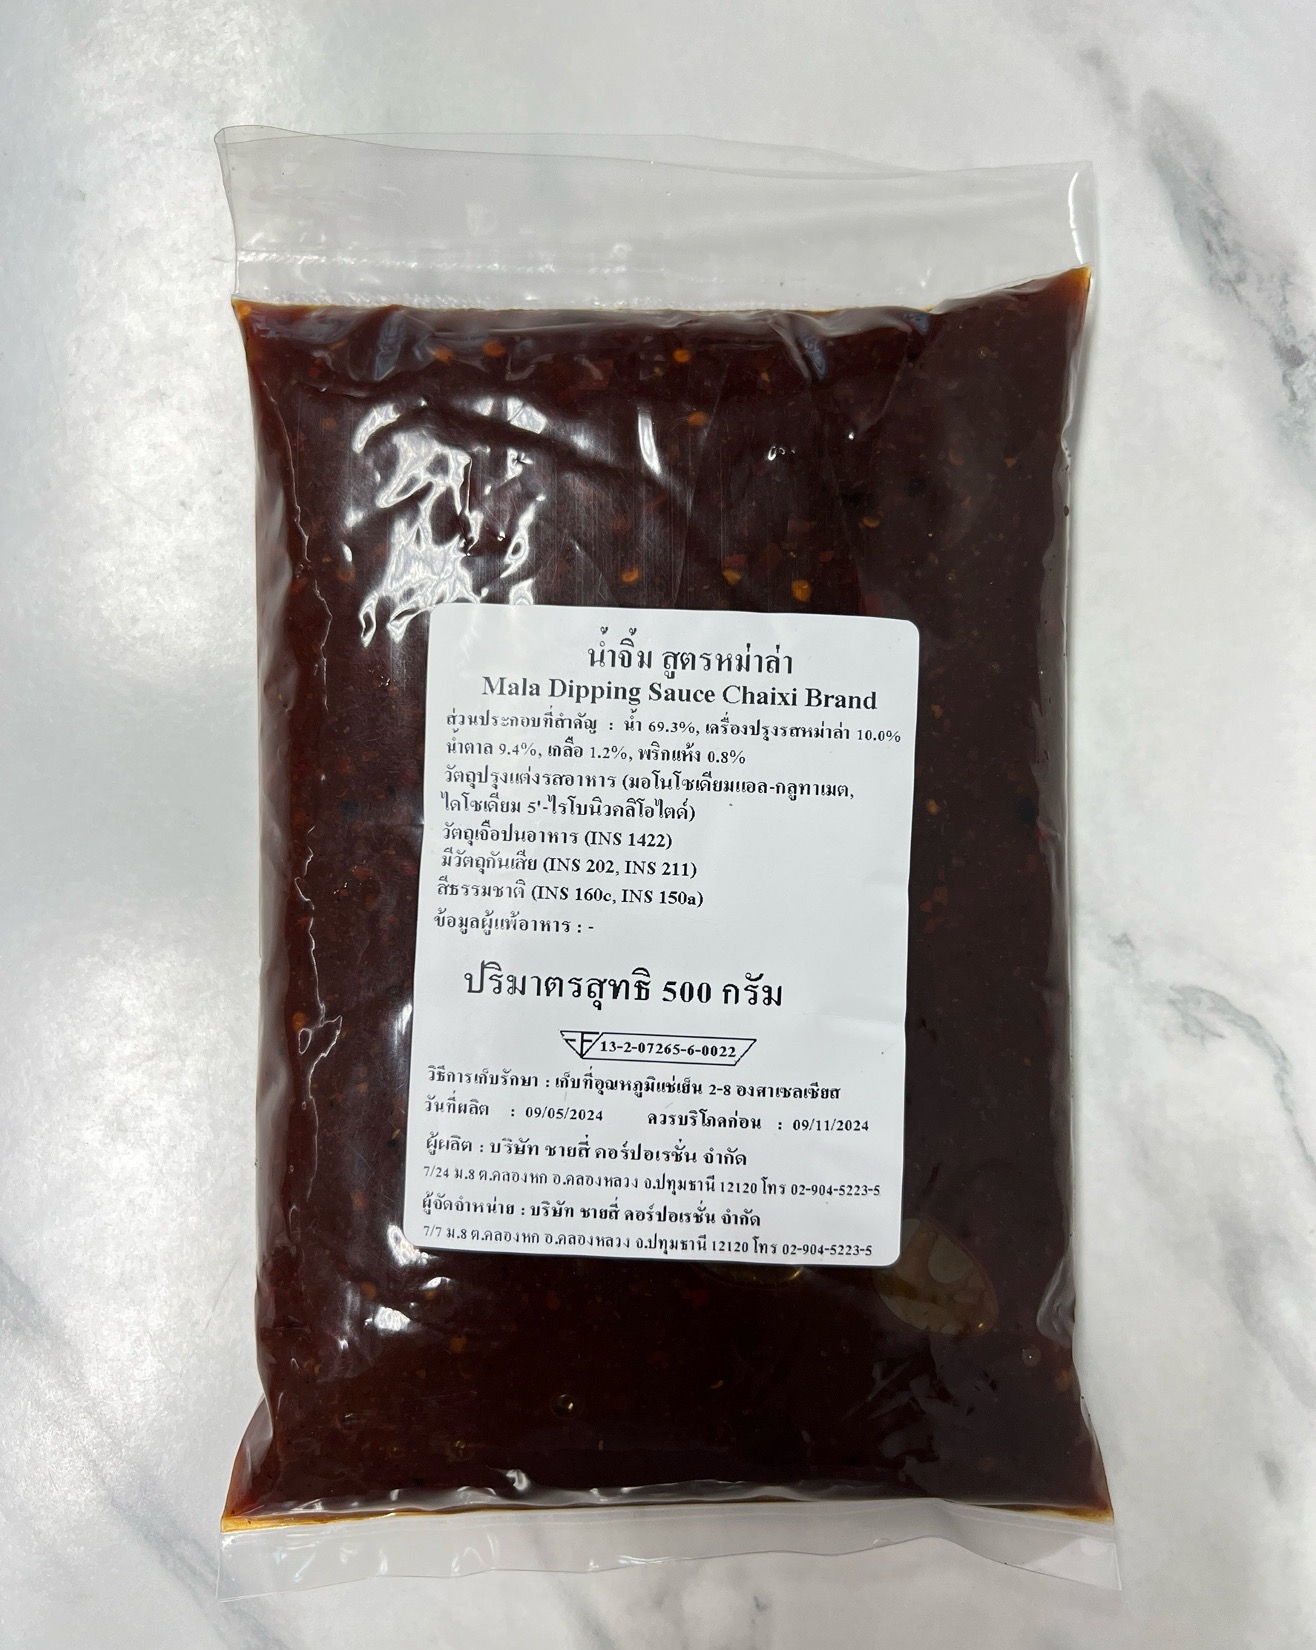 น้ำจิ้ม สูตรหม่าล่า
Mala Dipping Sauce Chaixi Brand
ส่วนประกอบที่สำคัญ : น้ำ 69.3%, เครื่องปรุงรสหม่าล่า 10.0%
น้ำตาล 9.4%, เกลือ 1.2%, พริกแห้ง 0.8%
วัตถุปรุงแต่งรสอาหาร (มอโนโซเดียมแอล-กลูทาเมต,
ไดโซเดียม 5'-ไรโบนิวคลิโอไตด์)
วัตถุเจือปนอาหาร (INS 1422)
มีวัตถุกันเสีย (INS 202, INS 211)
สีธรรมชาติ (INS 160c, INS 150a)
ข้อมูลผู้แพ้อาหาร : -
ปริมาตรสุทธิ 500 กรัม
13-2-07265-6-0022
วิธีการเก็บรักษา : เก็บที่อุณหภูมิแช่เย็น 2-8 องศาเซลเซียส
วันที่ผลิต : 09/05/2024 ควรบริโภคก่อน : 09/11/2024
ผู้ผลิต : บริษัท ชายสี่ คอร์ปอเรชั่น จำกัด
7/24 ม.8 ต.คลองหก อ.คลองหลวง จ.ปทุมธานี 12120 โทร 02-904-5223-5
ผู้จัดจำหน่าย : บริษัท ชายสี่ คอร์ปอเรชั่น จำกัด
7/7 ม.8 ต.คลองหก อ.คลองหลวง จ.ปทุมธานี 12120 โทร 02-904-5223-5